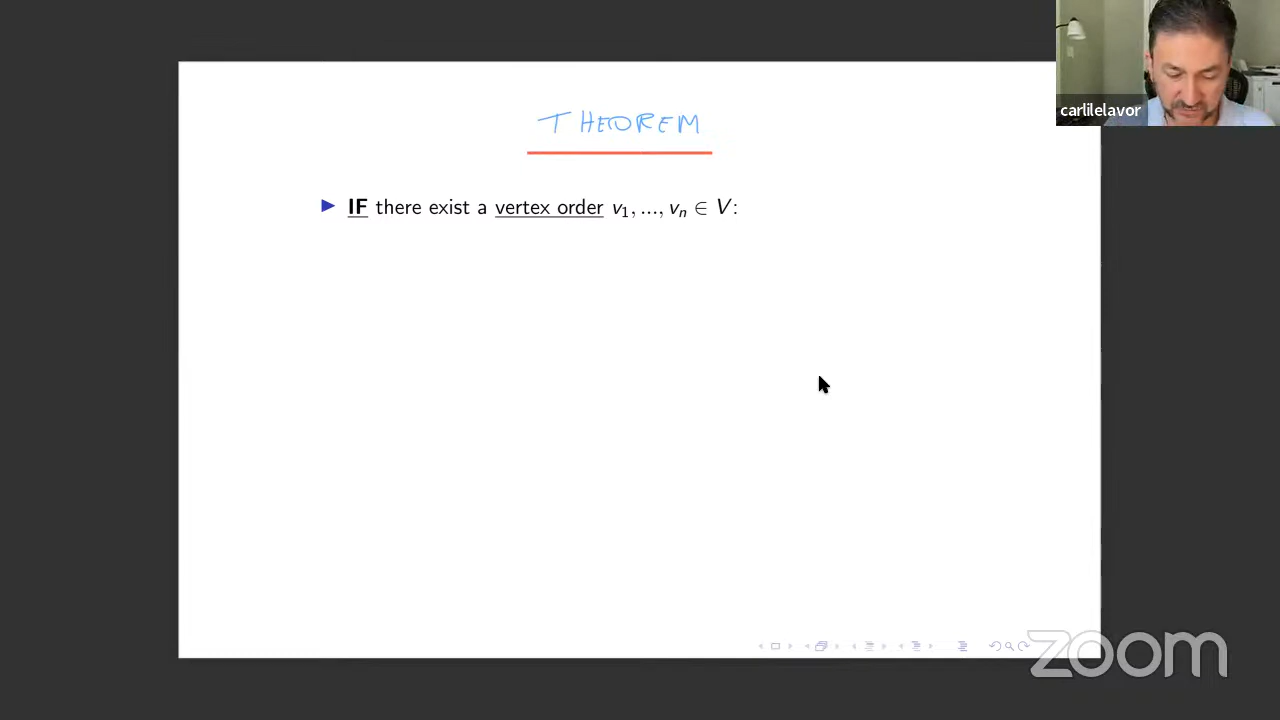 carlilelavor
THEOREM
▶ IF there exist a vertex order v₁, ..., vₙ ∈ V:
zoom